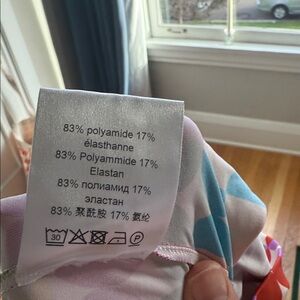 83% polyamide 17%
élasthanne
83% Polyammide 17%
Elastan
83% полиамид 17%
эластан
83% 聚酰胺 17% 氨纶
30 P